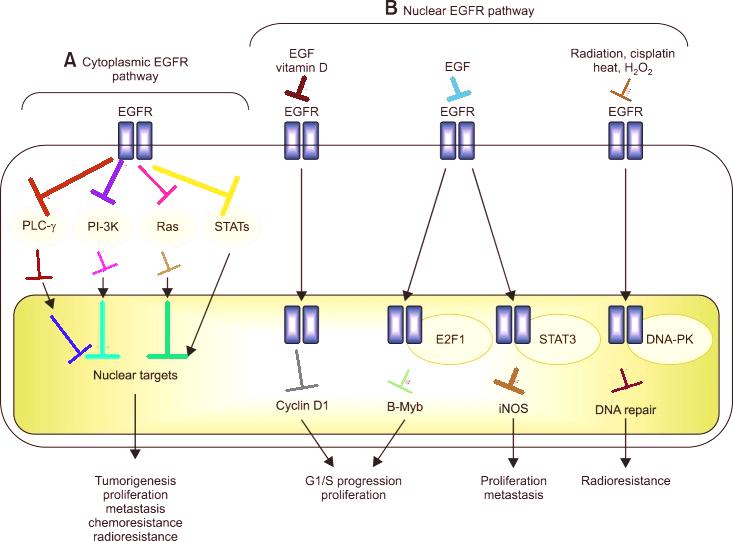 B Nuclear EGFR pathway
A Cytoplasmic EGFR
pathway
EGF
vitamin D
EGF
Radiation, cisplatin
heat, H₂O₂
EGFR
EGFR
EGFR
EGFR
PLC-γ
PI-3K
Ras
STATs
E2F1
STAT3
DNA-PK
Nuclear targets
Cyclin D1
B-Myb
iNOS
DNA repair
Tumorigenesis
proliferation
metastasis
chemoresistance
radioresistance
G1/S progression
proliferation
Proliferation
metastasis
Radioresistance